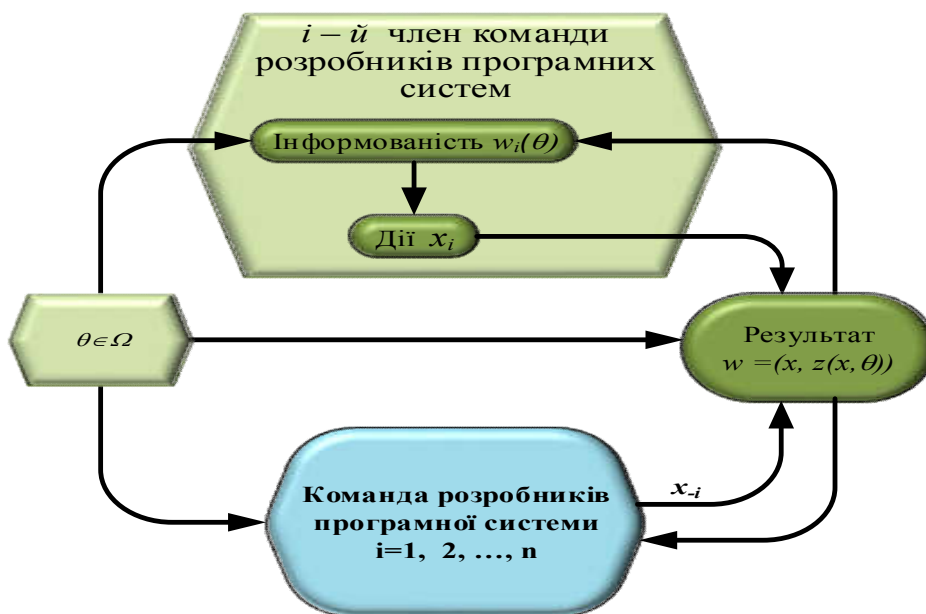 i – й член команди
розробників програмних
систем
Інформованість wᵢ(θ)
Дії xᵢ
θ∈Ω
Результат
w =(x, z(x,θ))
x₋ᵢ
Команда розробників
програмної системи
i=1, 2, ..., n